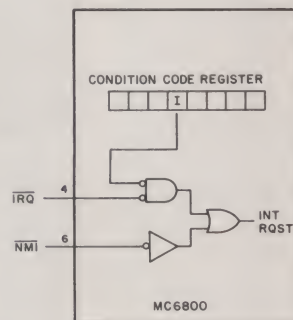 CONDITION CODE REGISTER
I
4
IRQ
6
NMI
INT
RQST
MC6800